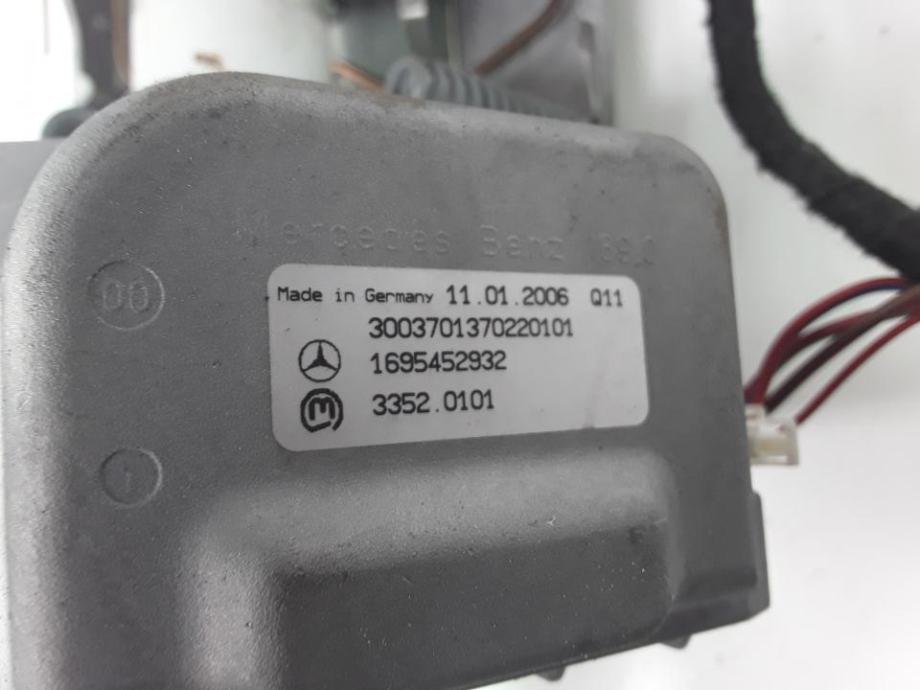 Mercedes Benz
Made in Germany 11.01.2006 Q11
3003701370220101
1695452932
3352.0101